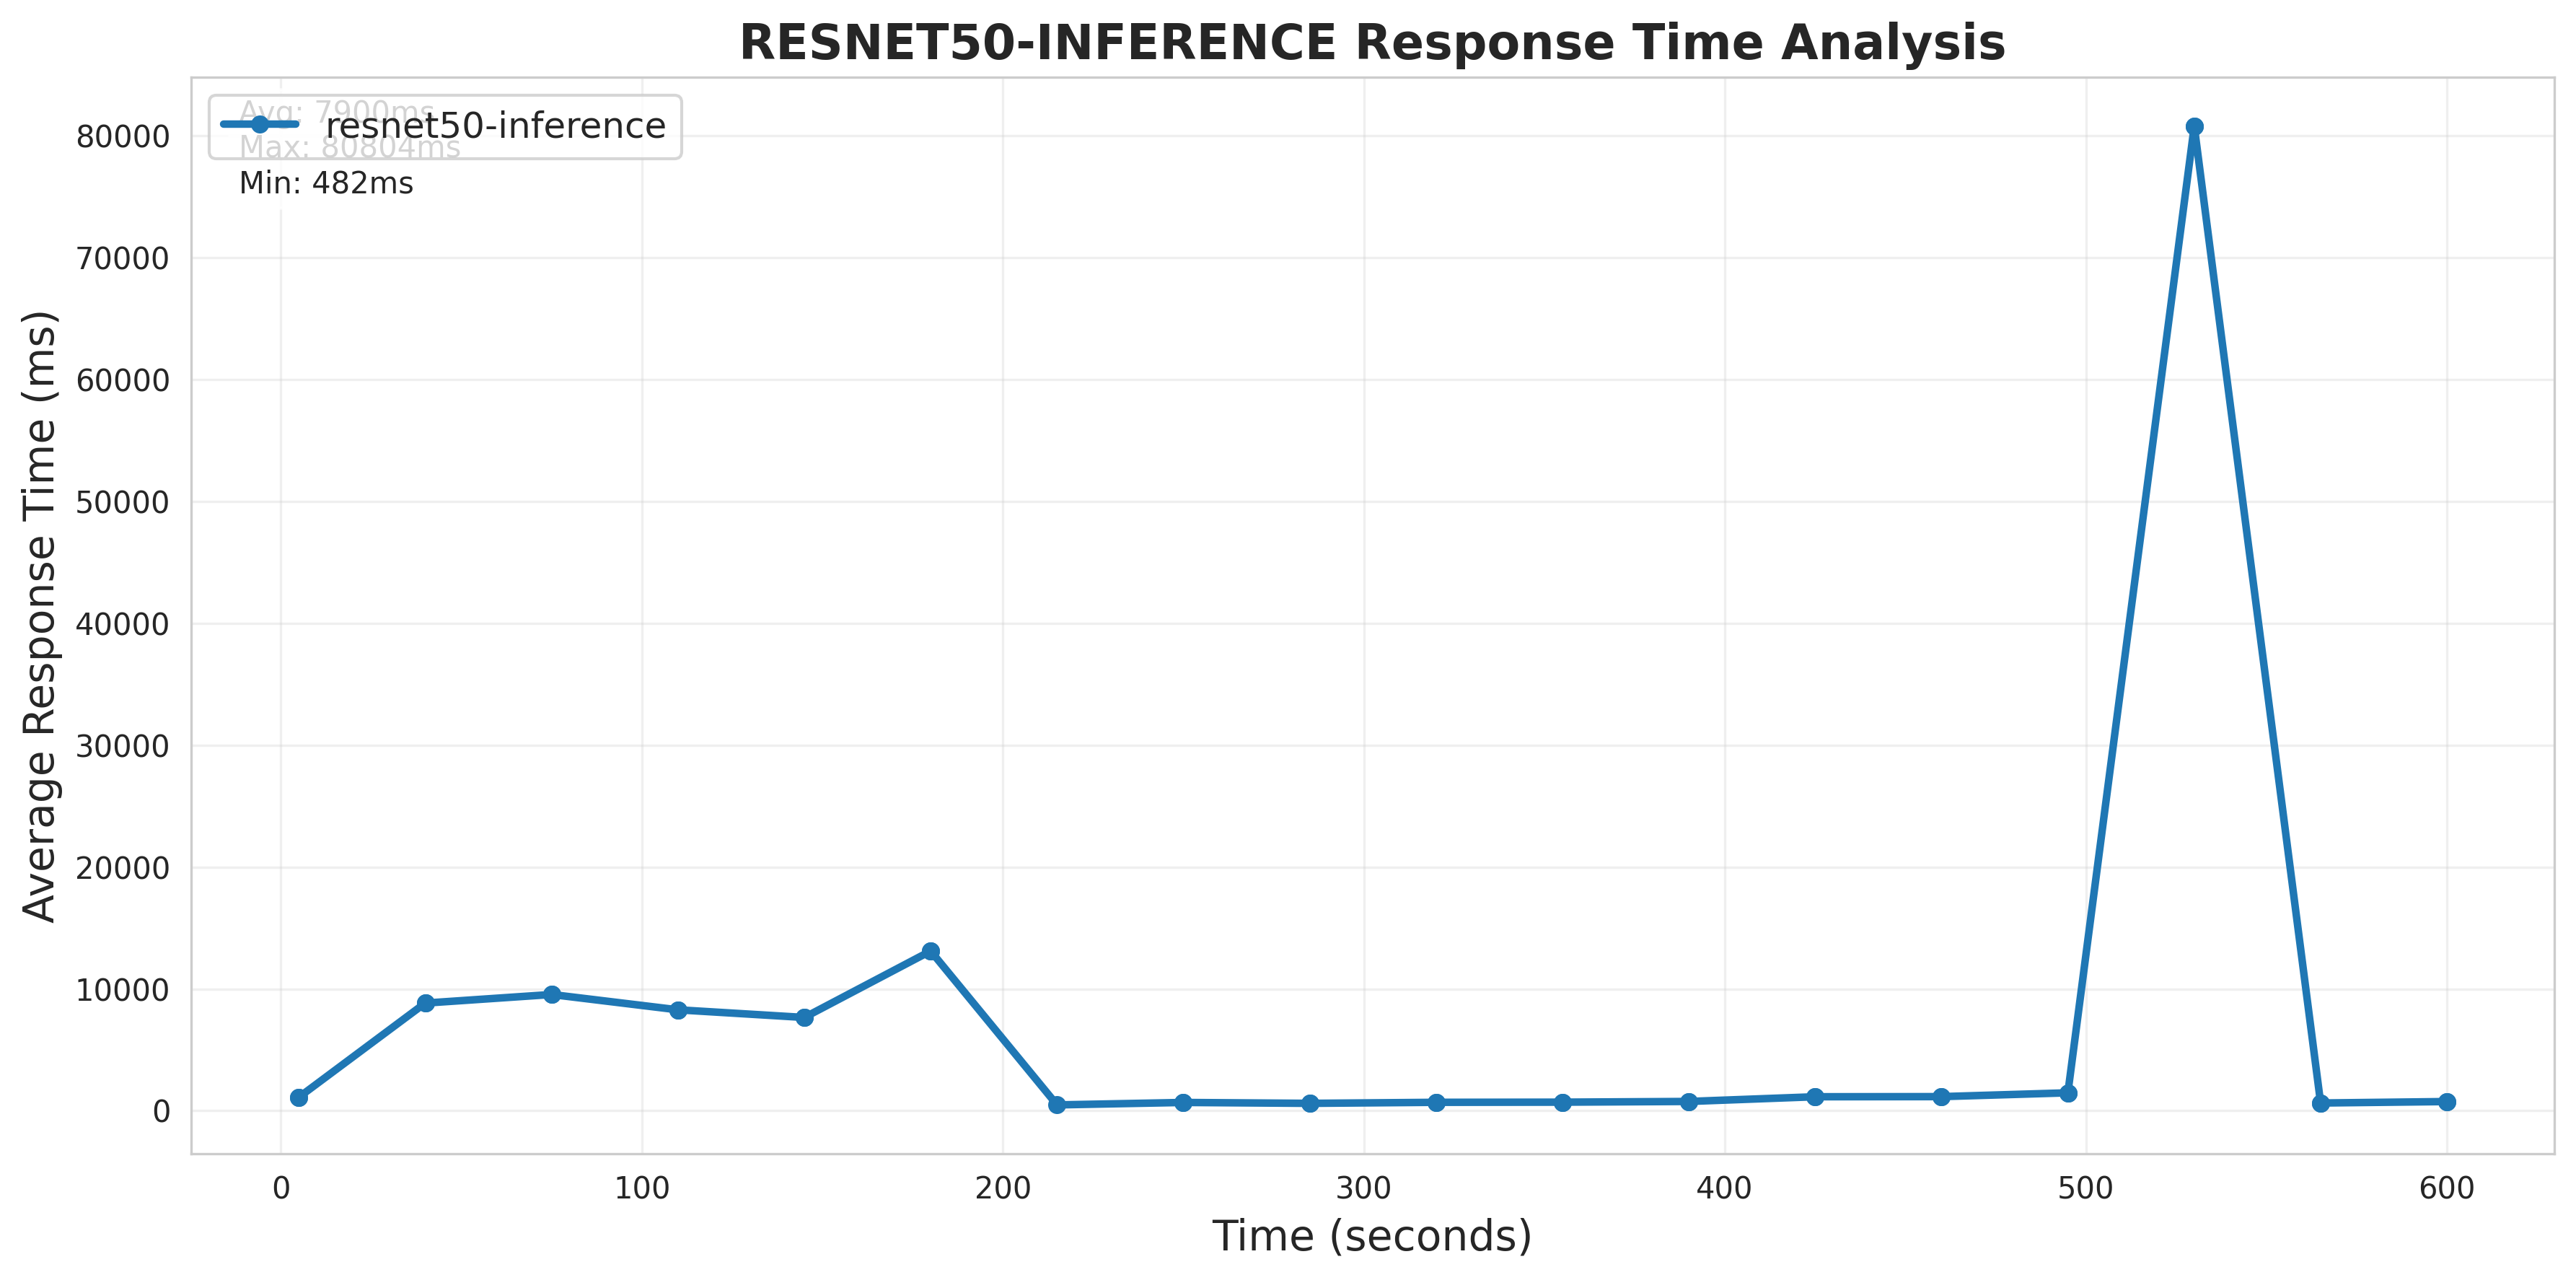 RESNET50-INFERENCE Response Time Analysis
Avg: 7900ms
resnet50-inference
Max: 80804ms
Min: 482ms
80000
70000
60000
50000
40000
30000
20000
10000
0
Average Response Time (ms)
0 100 200 300 400 500 600
Time (seconds)